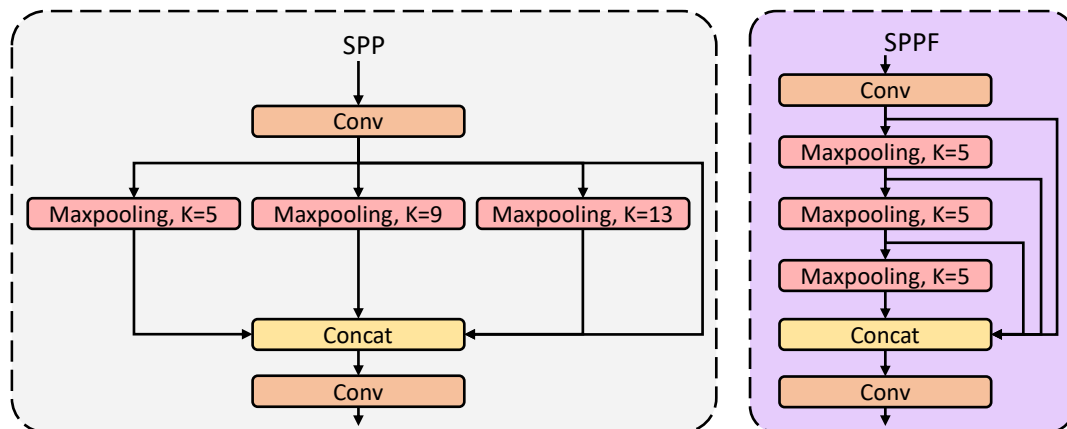 SPP
Conv
Maxpooling, K=5
Maxpooling, K=9
Maxpooling, K=13
Concat
Conv
SPPF
Conv
Maxpooling, K=5
Maxpooling, K=5
Maxpooling, K=5
Concat
Conv